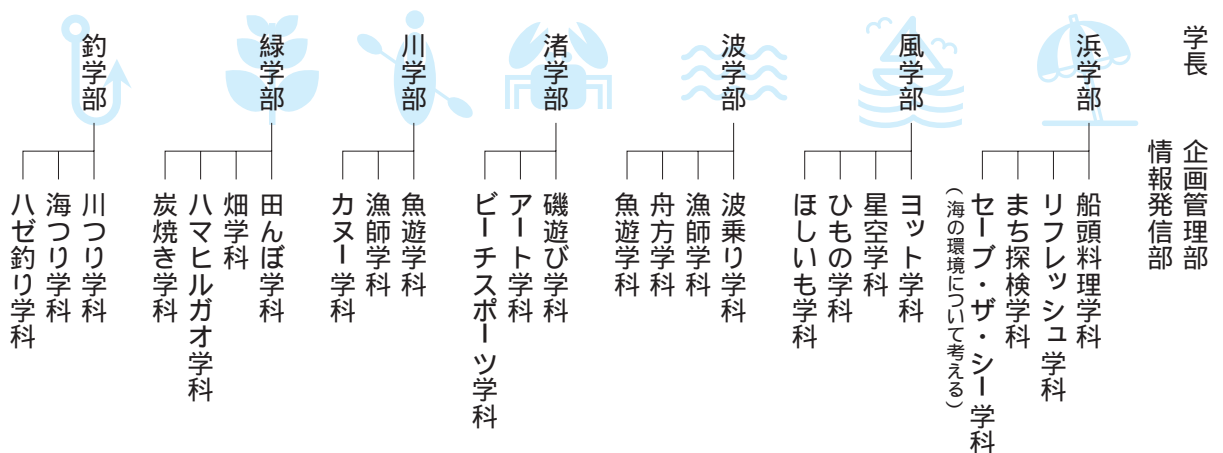 学長
企画管理部
情報発信部
浜学部
船頭料理学科
リフレッシュ学科
まち探検学科
セーブ・ザ・シー学科
（海の環境について考える）
風学部
ヨット学科
星空学科
ひもの学科
ほしいも学科
波学部
波乗り学科
漁師学科
舟方学科
魚遊学科
渚学部
磯遊び学科
アート学科
ビーチスポーツ学科
川学部
魚遊学科
漁師学科
カヌー学科
緑学部
田んぼ学科
畑学科
ハマヒルガオ学科
炭焼き学科
釣学部
川つり学科
海つり学科
ハゼ釣り学科